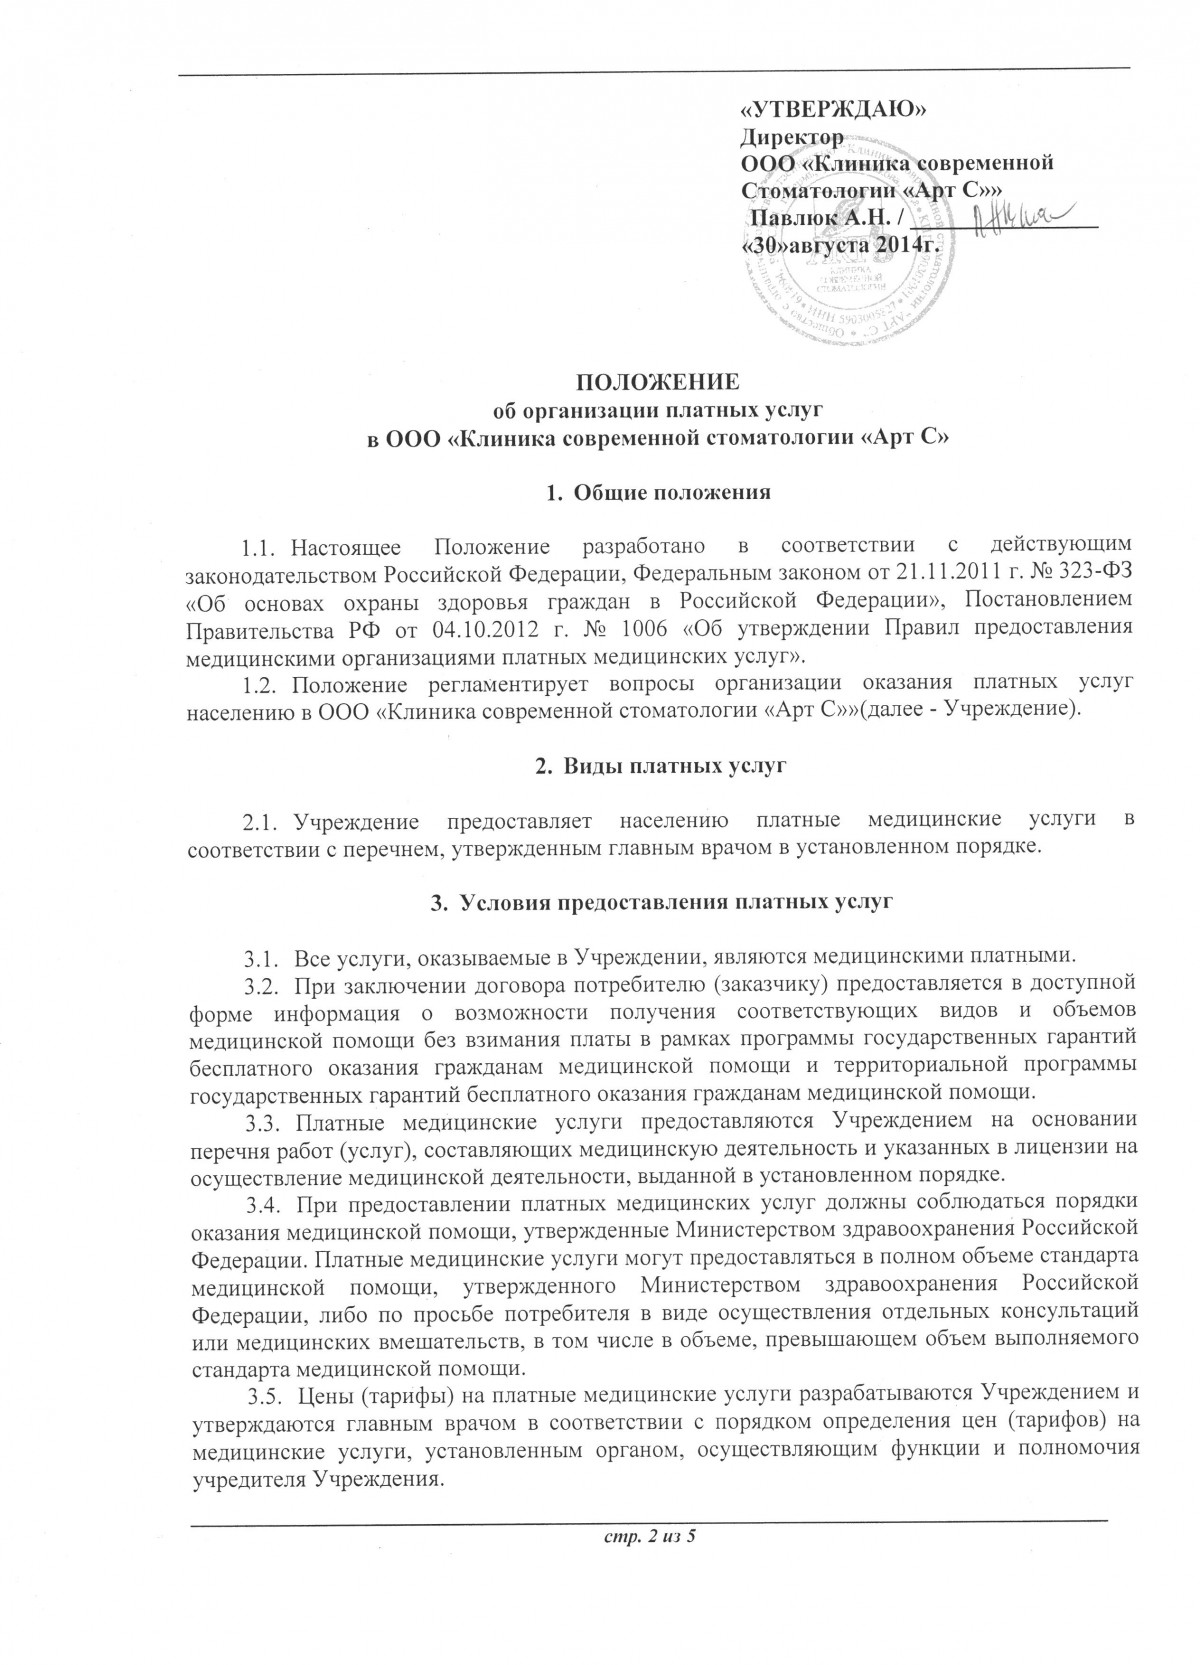 «УТВЕРЖДАЮ»
Директор
ООО «Клиника современной
Стоматологии «Арт С»»
Павлюк А.Н. /
«30»августа 2014г.
КЛИНИКА
СОВРЕМЕННОЙ
СТОМАТОЛОГИИ
ИНН 5903005827
ПОЛОЖЕНИЕ
об организации платных услуг
в ООО «Клиника современной стоматологии «Арт С»
1. Общие положения
1.1. Настоящее Положение разработано в соответствии с действующим
законодательством Российской Федерации, Федеральным законом от 21.11.2011 г. № 323-ФЗ
«Об основах охраны здоровья граждан в Российской Федерации», Постановлением
Правительства РФ от 04.10.2012 г. № 1006 «Об утверждении Правил предоставления
медицинскими организациями платных медицинских услуг».
1.2. Положение регламентирует вопросы организации оказания платных услуг
населению в ООО «Клиника современной стоматологии «Арт С»»(далее - Учреждение).
2. Виды платных услуг
2.1. Учреждение предоставляет населению платные медицинские услуги в
соответствии с перечнем, утвержденным главным врачом в установленном порядке.
3. Условия предоставления платных услуг
3.1. Все услуги, оказываемые в Учреждении, являются медицинскими платными.
3.2. При заключении договора потребителю (заказчику) предоставляется в доступной
форме информация о возможности получения соответствующих видов и объемов
медицинской помощи без взимания платы в рамках программы государственных гарантий
бесплатного оказания гражданам медицинской помощи и территориальной программы
государственных гарантий бесплатного оказания гражданам медицинской помощи.
3.3. Платные медицинские услуги предоставляются Учреждением на основании
перечня работ (услуг), составляющих медицинскую деятельность и указанных в лицензии на
осуществление медицинской деятельности, выданной в установленном порядке.
3.4. При предоставлении платных медицинских услуг должны соблюдаться порядки
оказания медицинской помощи, утвержденные Министерством здравоохранения Российской
Федерации. Платные медицинские услуги могут предоставляться в полном объеме стандарта
медицинской помощи, утвержденного Министерством здравоохранения Российской
Федерации, либо по просьбе потребителя в виде осуществления отдельных консультаций
или медицинских вмешательств, в том числе в объеме, превышающем объем выполняемого
стандарта медицинской помощи.
3.5. Цены (тарифы) на платные медицинские услуги разрабатываются Учреждением и
утверждаются главным врачом в соответствии с порядком определения цен (тарифов) на
медицинские услуги, установленным органом, осуществляющим функции и полномочия
учредителя Учреждения.
стр. 2 из 5